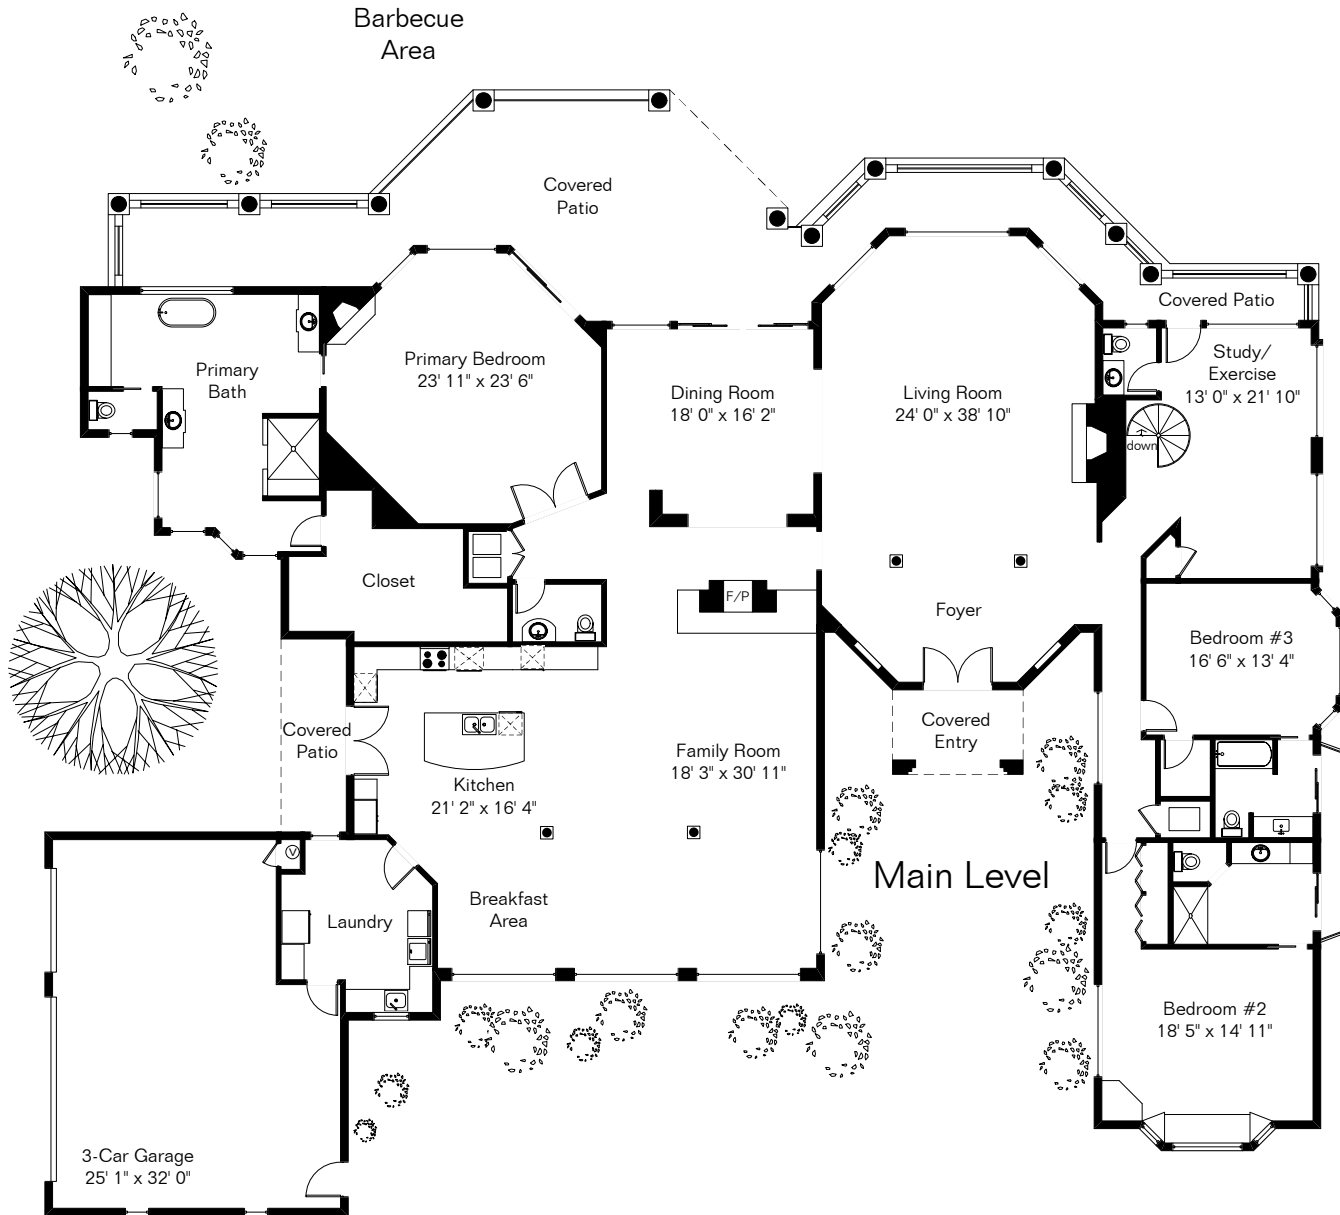 Barbecue
Area
Covered
Patio
Covered Patio
Primary
Bath
Primary Bedroom
23' 11" x 23' 6"
Dining Room
18' 0" x 16' 2"
Living Room
24' 0" x 38' 10"
Study/
Exercise
13' 0" x 21' 10"
down
Closet
F/P
Foyer
Bedroom #3
16' 6" x 13' 4"
Covered
Patio
Covered
Entry
Kitchen
21' 2" x 16' 4"
Family Room
18' 3" x 30' 11"
V
Main Level
Laundry
Breakfast
Area
Bedroom #2
18' 5" x 14' 11"
3-Car Garage
25' 1" x 32' 0"